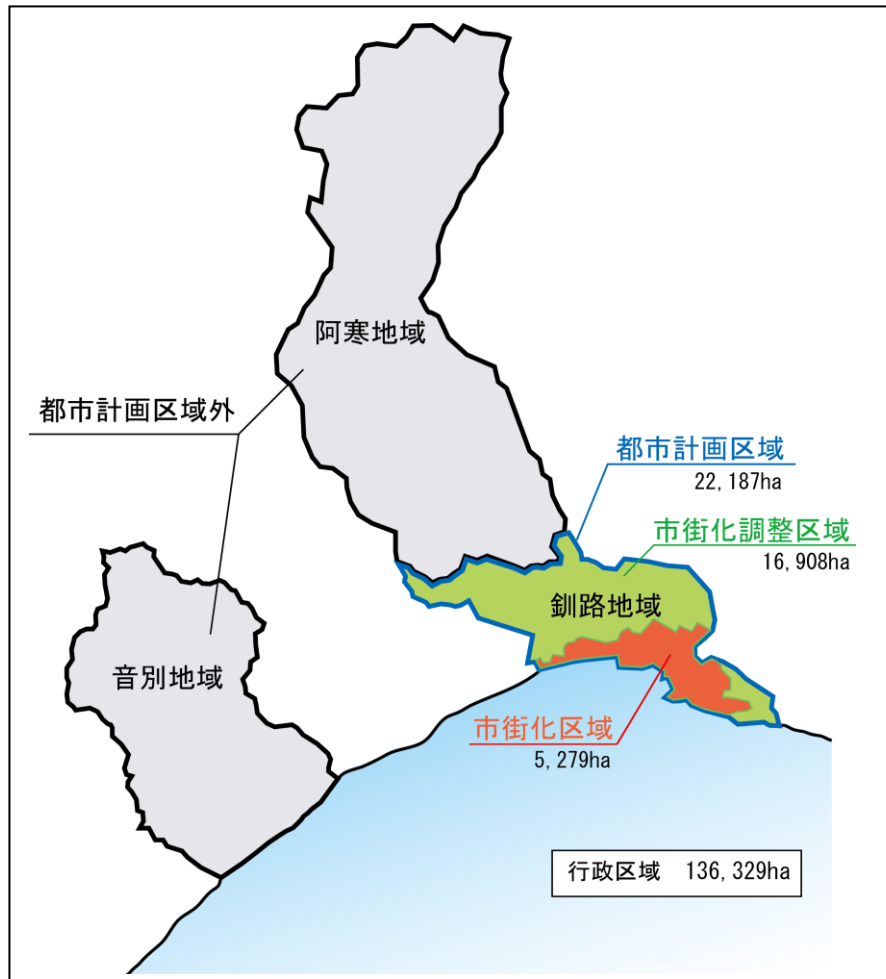 阿寒地域
都市計画区域外
都市計画区域
22,187ha
市街化調整区域
16,908ha
釧路地域
音別地域
市街化区域
5,279ha
行政区域 136,329ha